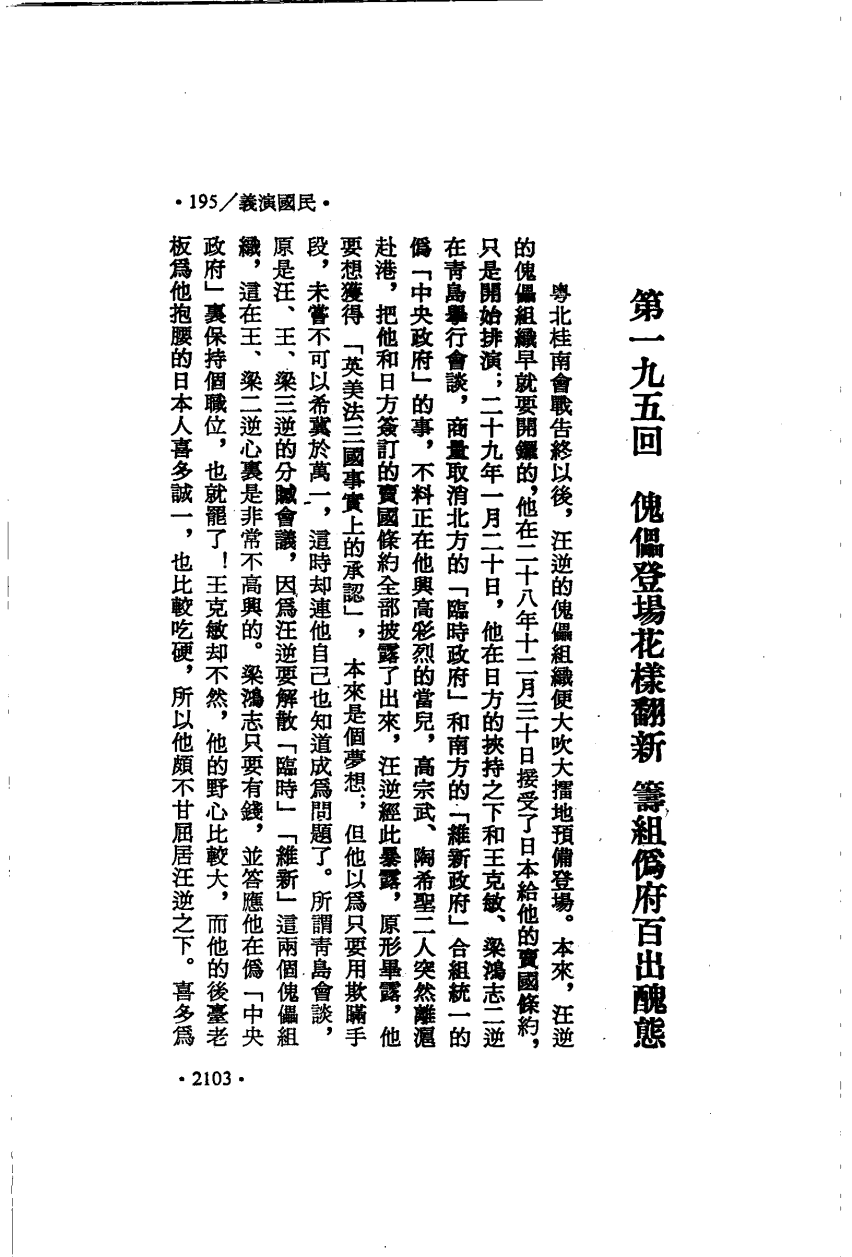 •195／義演國民•
第一九五回　傀儡登場花樣翻新　籌組僞府百出醜態
粵北桂南會戰告終以後，汪逆的傀儡組織便大吹大擂地預備登場。本來，汪逆
的傀儡組織早就要開鑼的，他在二十八年十二月三十日接受了日本給他的賣國條約，
只是開始排演；二十九年一月二十日，他在日方的挾持之下和王克敏、梁鴻志二逆
在青島舉行會談，商量取消北方的「臨時政府」和南方的「維新政府」合組統一的
僞「中央政府」的事，不料正在他興高彩烈的當兒，高宗武、陶希聖二人突然離滬
赴港，把他和日方簽訂的賣國條約全部披露了出來，汪逆經此暴露，原形畢露，他
要想獲得「英美法三國事實上的承認」，本來是個夢想；但他以爲只要用欺瞞手
段，未嘗不可以希冀於萬一，這時却連他自己也知道成爲問題了。所謂青島會談，
原是汪、王、梁三逆的分贓會議，因爲汪逆要解散「臨時」「維新」這兩個傀儡組
織，這在王、梁二逆心裏是非常不高興的。梁鴻志只要有錢，並答應他在僞「中央
政府」裏保持個職位，也就罷了！王克敏却不然，他的野心比較大，而他的後臺老
板爲他抱腰的日本人喜多誠一，也比較吃硬，所以他頗不甘屈居汪逆之下。喜多爲
•2103•